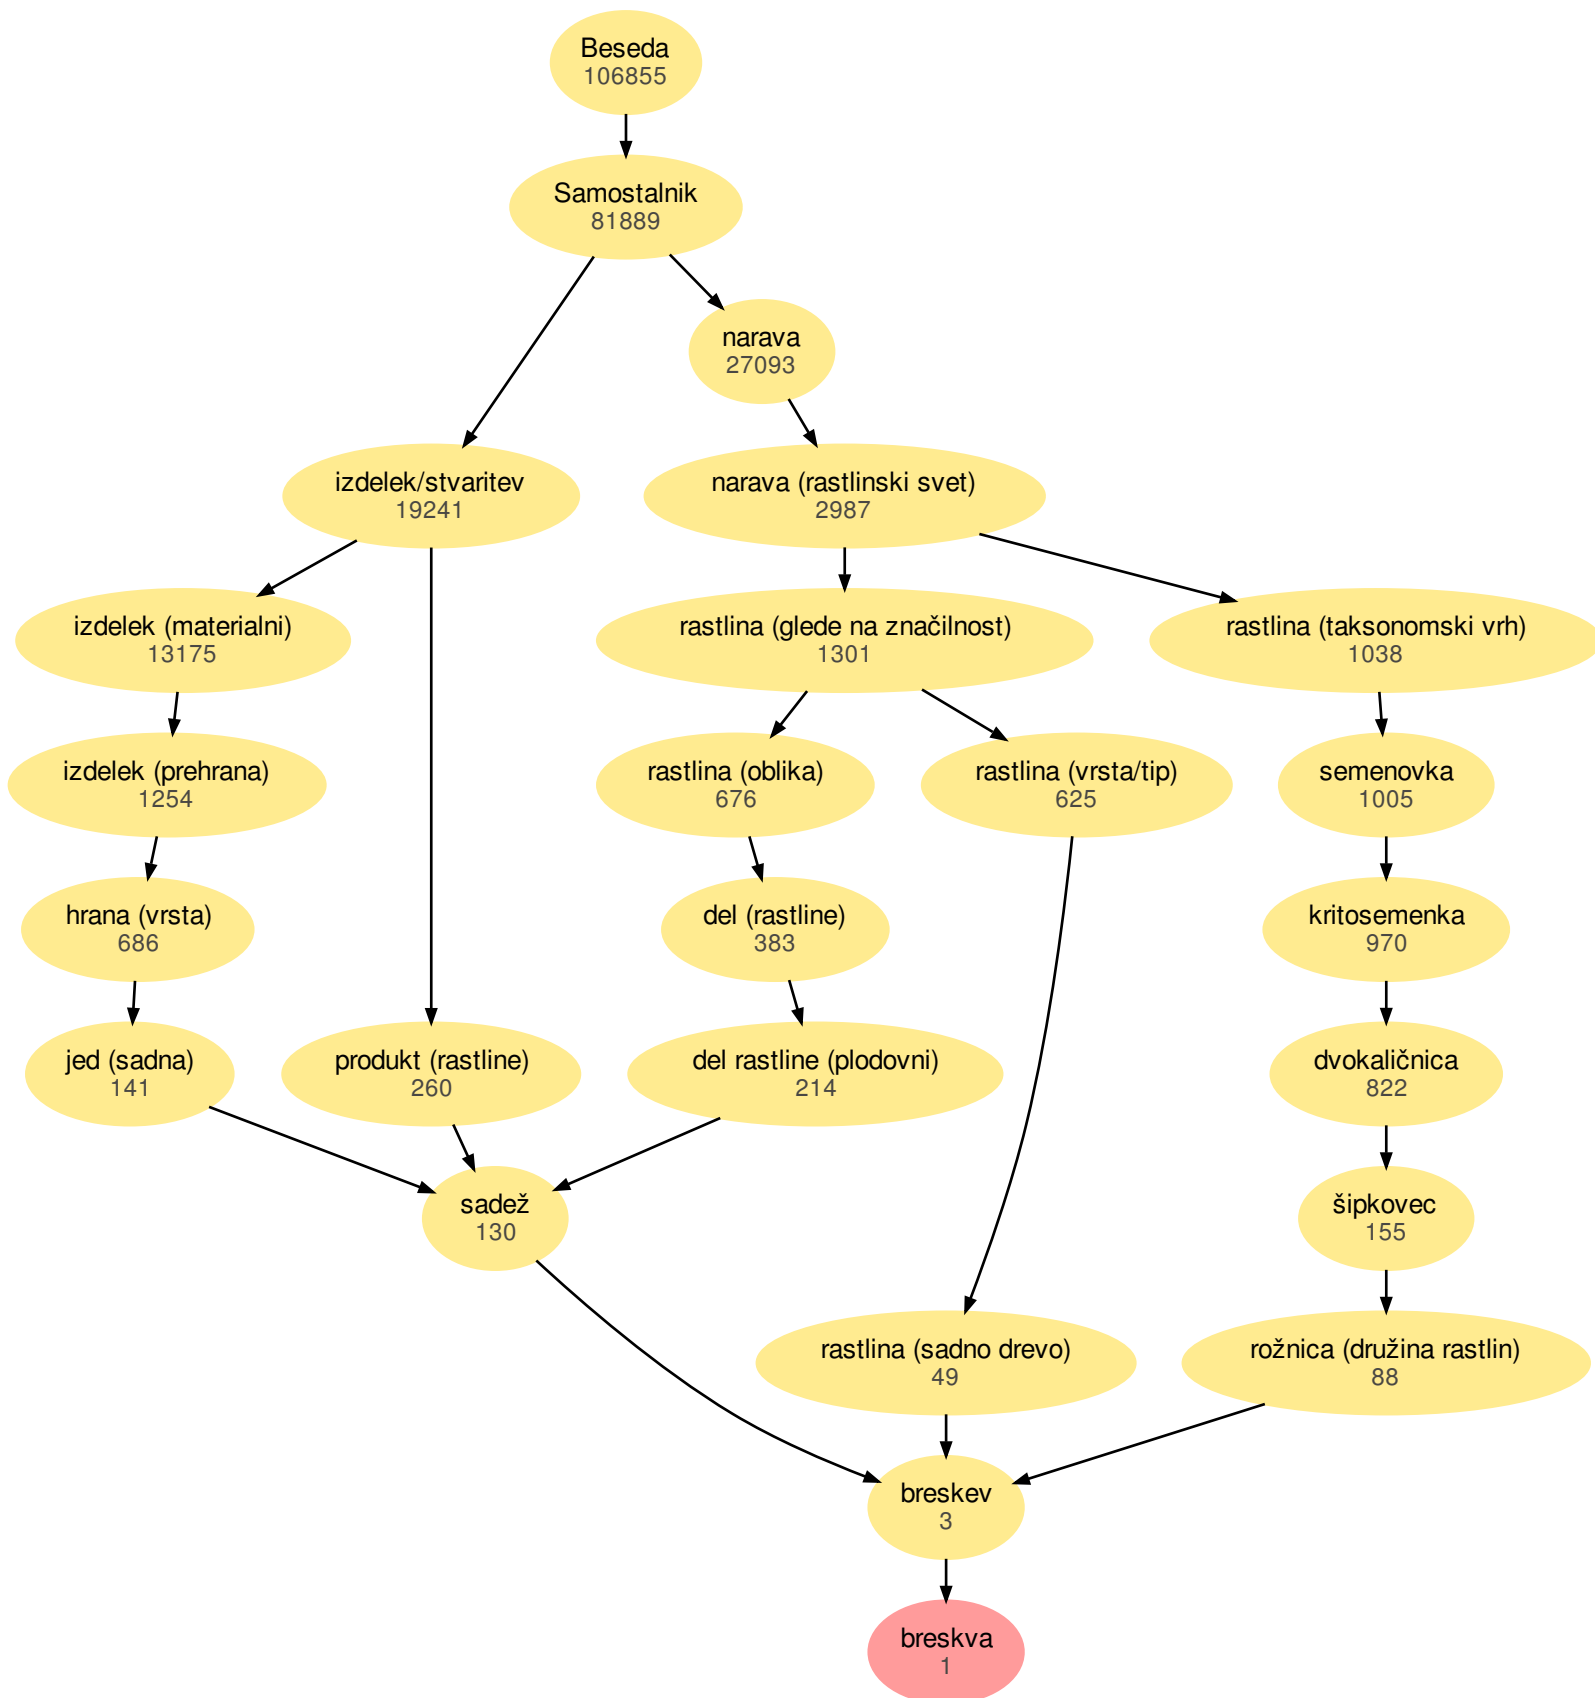 Beseda
106855
Samostalnik
81889
narava
27093
izdelek/stvaritev
19241
narava (rastlinski svet)
2987
izdelek (materialni)
13175
rastlina (glede na značilnost)
1301
rastlina (taksonomski vrh)
1038
izdelek (prehrana)
1254
rastlina (oblika)
676
rastlina (vrsta/tip)
625
semenovka
1005
hrana (vrsta)
686
del (rastline)
383
kritosemenka
970
jed (sadna)
141
produkt (rastline)
260
del rastline (plodovni)
214
dvokaličnica
822
sadež
130
šipkovec
155
rastlina (sadno drevo)
49
rožnica (družina rastlin)
88
breskev
3
breskva
1